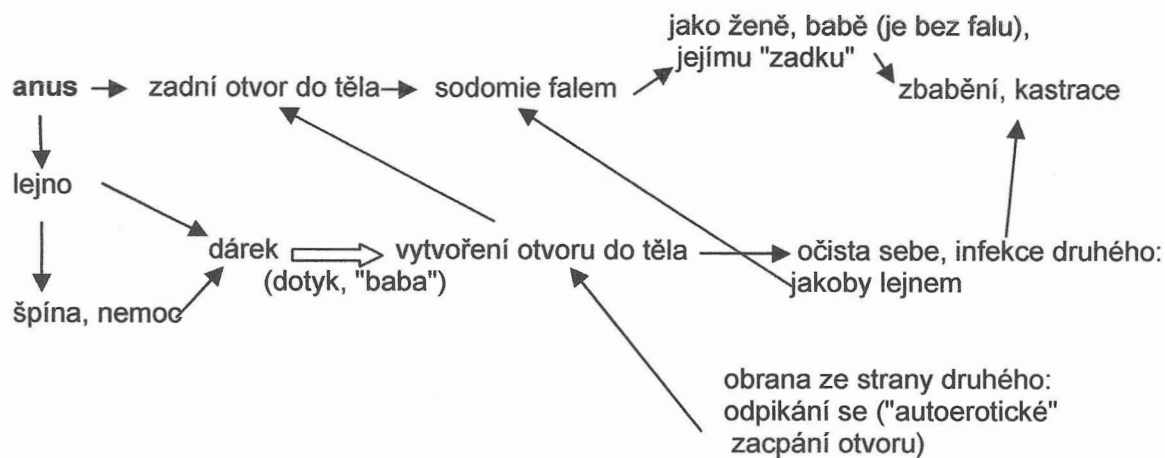 jako ženě, babě (je bez falu),
jejímu "zadku"
anus
zadní otvor do těla
sodomie falem
zbabění, kastrace
lejno
dárek
(dotyk, "baba")
vytvoření otvoru do těla
očista sebe, infekce druhého:
jakoby lejnem
špína, nemoc
obrana ze strany druhého:
odpikání se ("autoerotické"
zacpání otvoru)